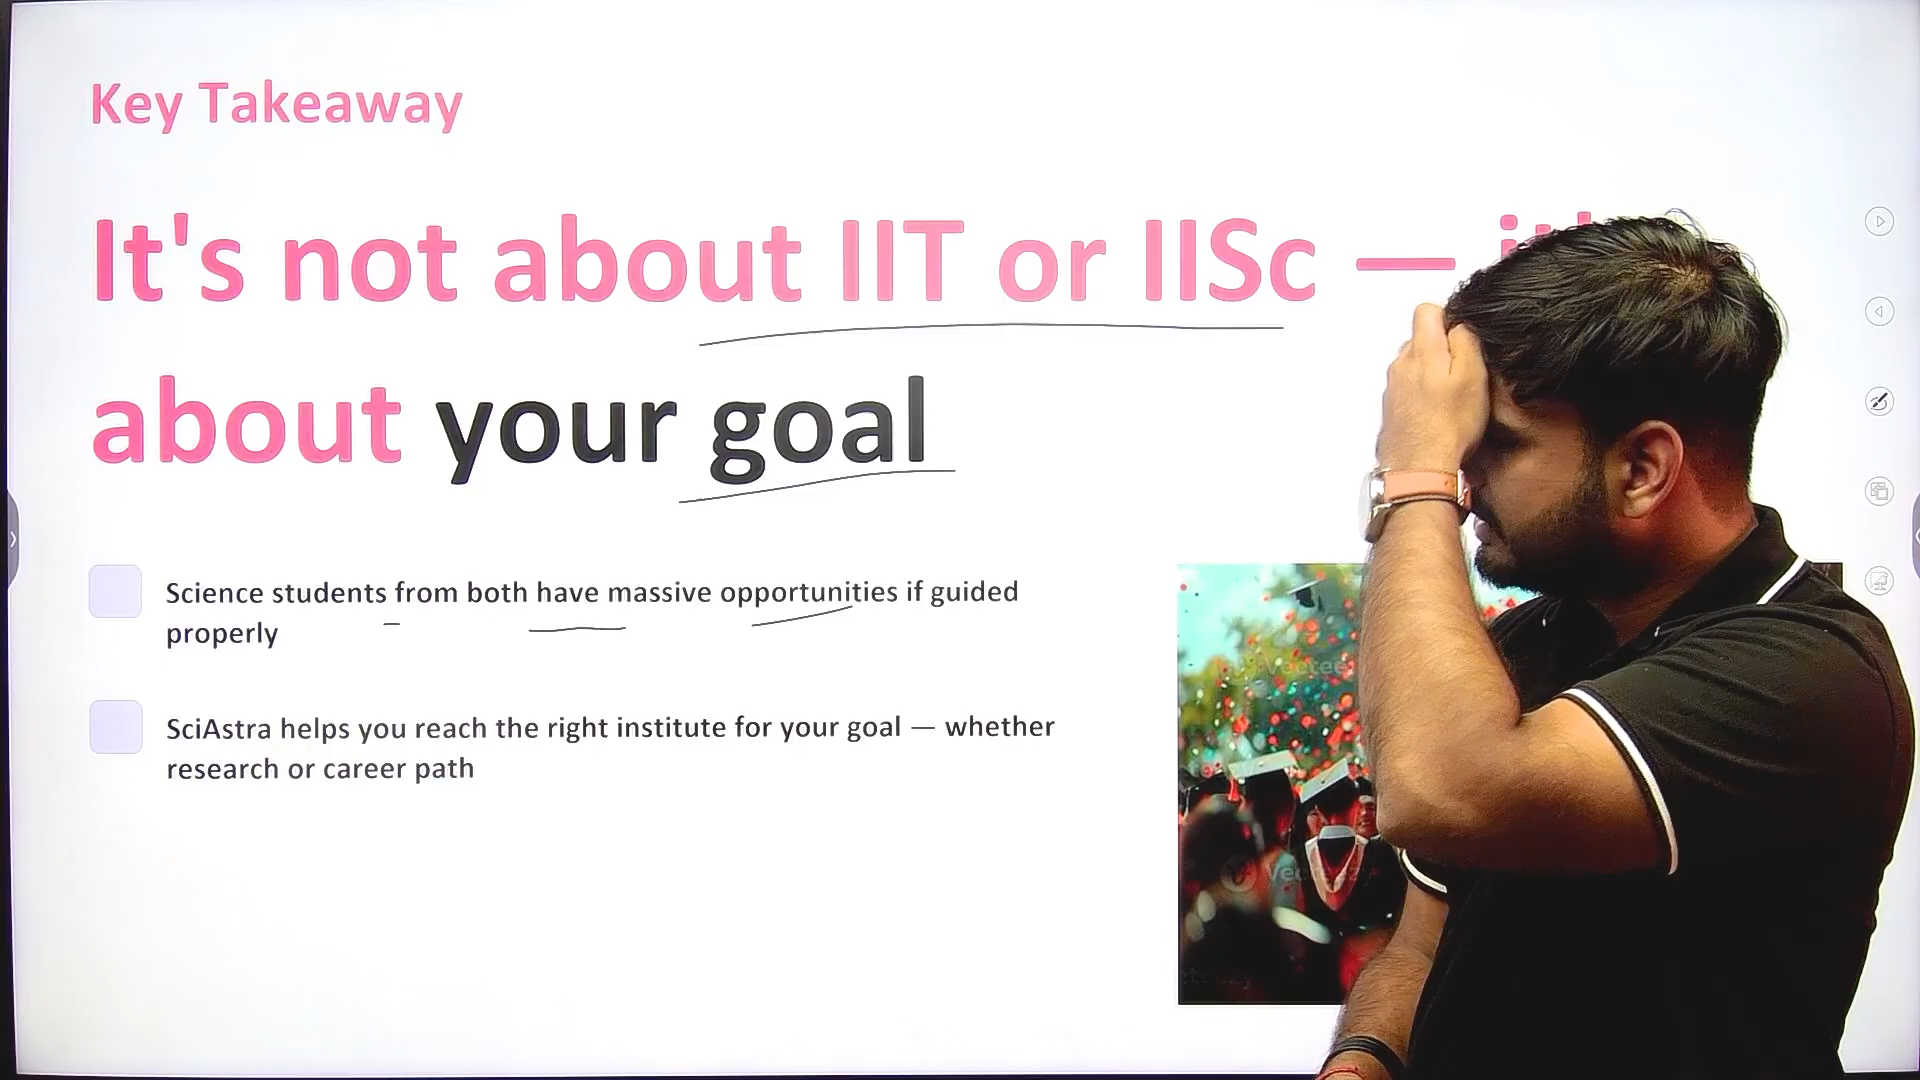 Key Takeaway
It's not about IIT or IISc —
about your goal
Science students from both have massive opportunities if guided
properly
SciAstra helps you reach the right institute for your goal — whether
research or career path